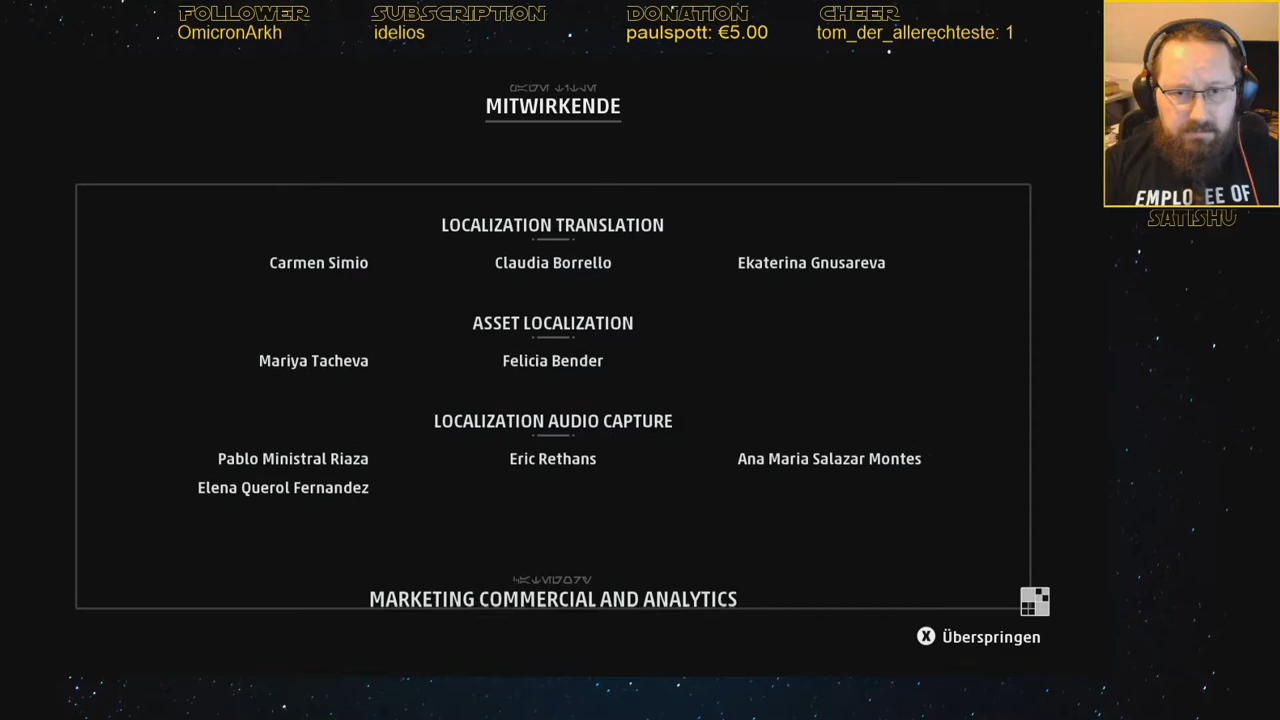 FOLLOWER SUBSCRIPTION DONATION CHEER
OmicronArkh idelios paulspott: €5.00 tom_der_allerechteste: 1
MITWIRKENDE
EMPLO EE OF
SATISHU
LOCALIZATION TRANSLATION
Carmen Simio Claudia Borrello Ekaterina Gnusareva
ASSET LOCALIZATION
Mariya Tacheva Felicia Bender
LOCALIZATION AUDIO CAPTURE
Pablo Ministral Riaza Eric Rethans Ana Maria Salazar Montes
Elena Querol Fernandez
MARKETING COMMERCIAL AND ANALYTICS
X Überspringen